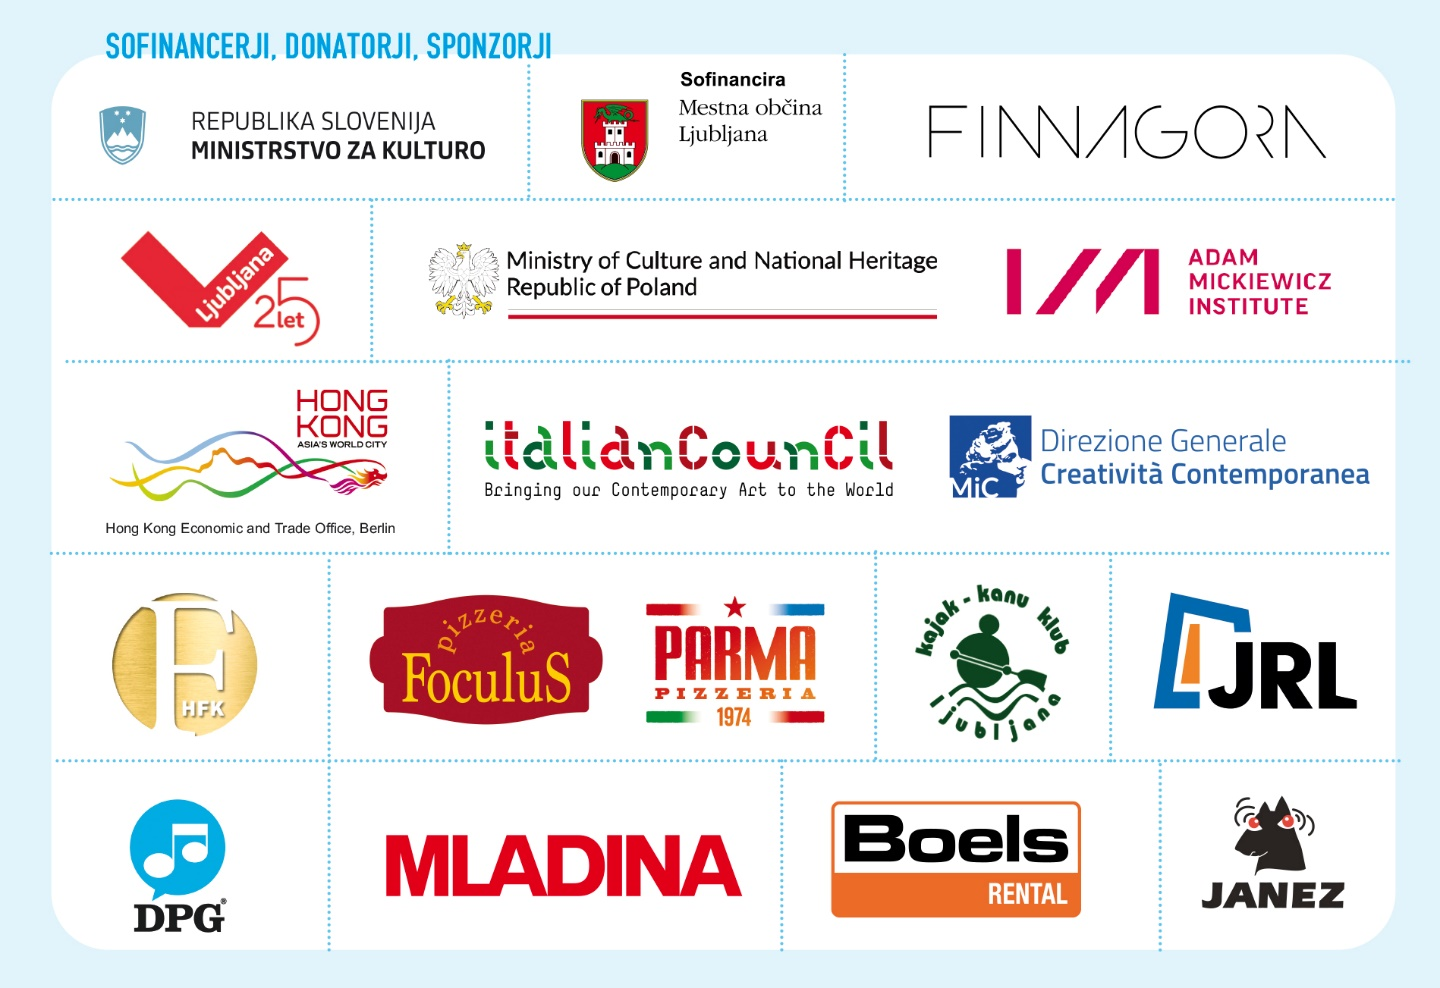 SOFINANCERJI, DONATORJI, SPONZORJI
REPUBLIKA SLOVENIJA
MINISTRSTVO ZA KULTURO
Sofinancira
Mestna občina
Ljubljana
FINNAGORA
Ljubljana
25let
Ministry of Culture and National Heritage
Republic of Poland
ADAM
MICKIEWICZ
INSTITUTE
HONG
KONG
ASIA'S WORLD CITY
Hong Kong Economic and Trade Office, Berlin
italianCounCil
Bringing our Contemporary Art to the World
MiC
Direzione Generale
Creatività Contemporanea
F
HFK
pizzeria
FoculuS
PARMA
PIZZERIA
1974
kajak - kanu klub
ljubljana
JRL
DPG®
MLADINA
Boels
RENTAL
JANEZ